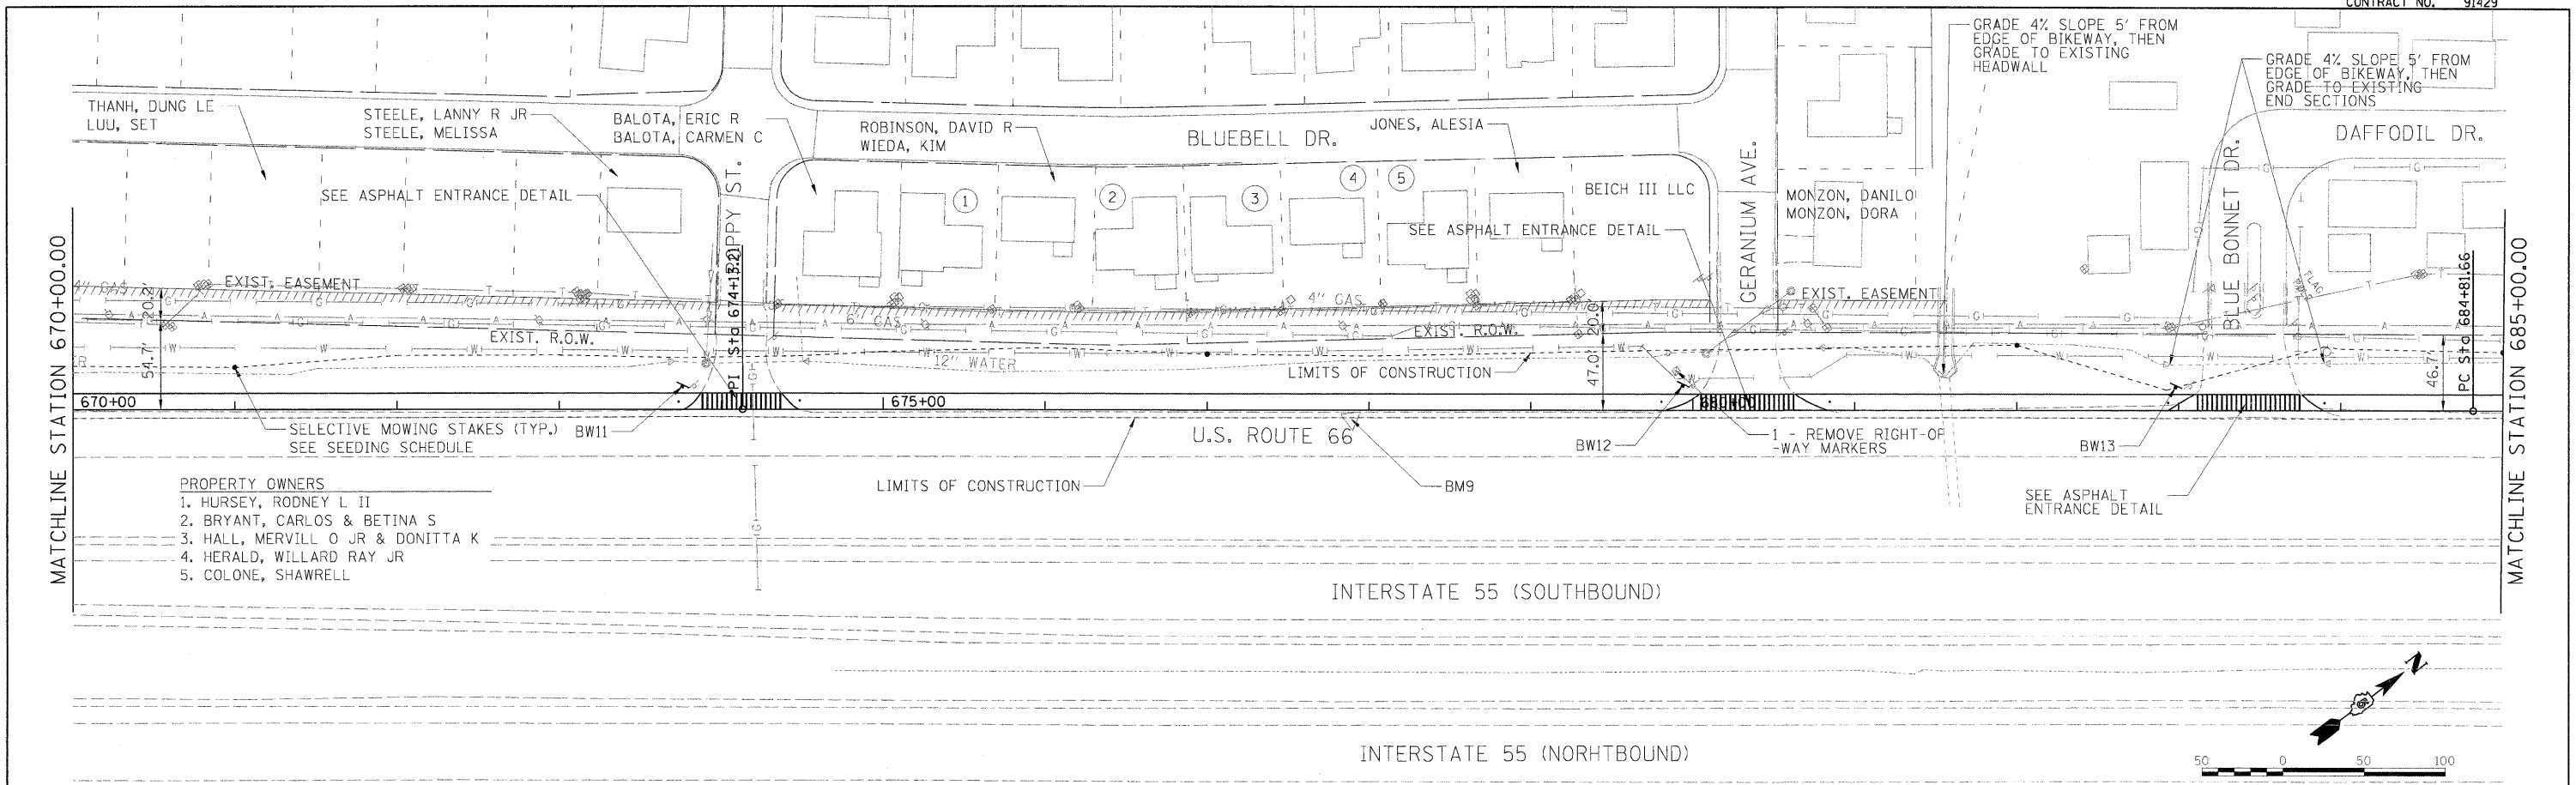 CONTRACT NO. 91429
GRADE 4% SLOPE 5' FROM
EDGE OF BIKEWAY, THEN
GRADE TO EXISTING
HEADWALL
GRADE 4% SLOPE 5' FROM
EDGE OF BIKEWAY, THEN
GRADE TO EXISTING
END SECTIONS
THANH, DUNG LE
LUU, SET
STEELE, LANNY R JR
STEELE, MELISSA
BALOTA, ERIC R
BALOTA, CARMEN C
ROBINSON, DAVID R
WIEDA, KIM
BLUEBELL DR.
JONES, ALESIA
DAFFODIL DR.
SEE ASPHALT ENTRANCE DETAIL
POPPY ST.
1
2
3
4
5
BEICH III LLC
SEE ASPHALT ENTRANCE DETAIL
GERANIUM AVE.
MONZON, DANILO
MONZON, DORA
BLUE BONNET DR.
FLAG
MATCHLINE STATION 670+00.00
4" GAS
20.2'
EXIST. EASEMENT
EXIST. R.O.W.
54.7'
PI Sta 674+13.21
6" GAS
4" GAS
12" WATER
EXIST. R.O.W.
20.0'
47.0'
EXIST. EASEMENT
LIMITS OF CONSTRUCTION
46.7'
PC Sta 684+81.66
MATCHLINE STATION 685+00.00
670+00
675+00
680+00
SELECTIVE MOWING STAKES (TYP.)
SEE SEEDING SCHEDULE
BW11
U.S. ROUTE 66
BW12
1 - REMOVE RIGHT-OF
-WAY MARKERS
BW13
LIMITS OF CONSTRUCTION
BM9
SEE ASPHALT
ENTRANCE DETAIL
PROPERTY OWNERS
1. HURSEY, RODNEY L II
2. BRYANT, CARLOS & BETINA S
3. HALL, MERVILL O JR & DONITTA K
4. HERALD, WILLARD RAY JR
5. COLONE, SHAWRELL
INTERSTATE 55 (SOUTHBOUND)
INTERSTATE 55 (NORHTBOUND)
N
50 0 50 100